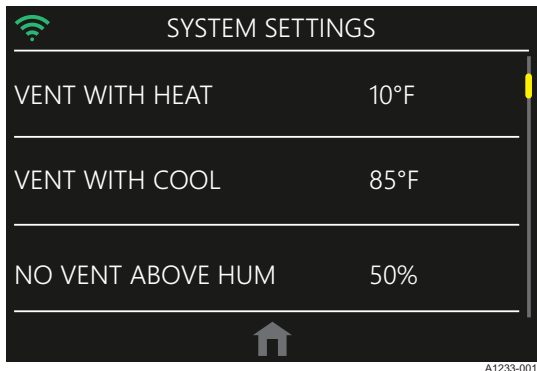 SYSTEM SETTINGS
VENT WITH HEAT 10°F
VENT WITH COOL 85°F
NO VENT ABOVE HUM 50%
A1233-001